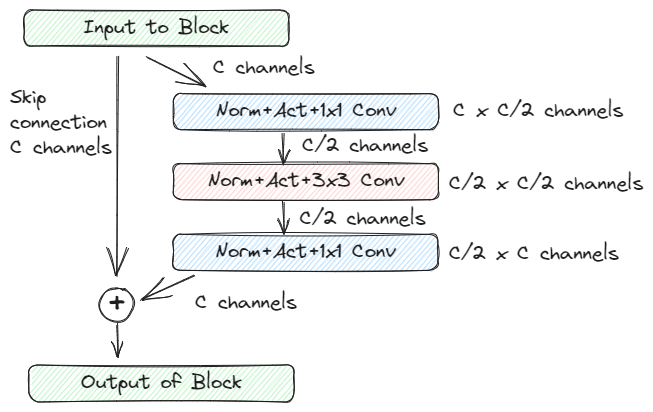 Input to Block
C channels
Skip
connection
C channels
Norm+Act+1x1 Conv
C x C/2 channels
C/2 channels
Norm+Act+3x3 Conv
C/2 x C/2 channels
C/2 channels
Norm+Act+1x1 Conv
C/2 x C channels
+
C channels
Output of Block